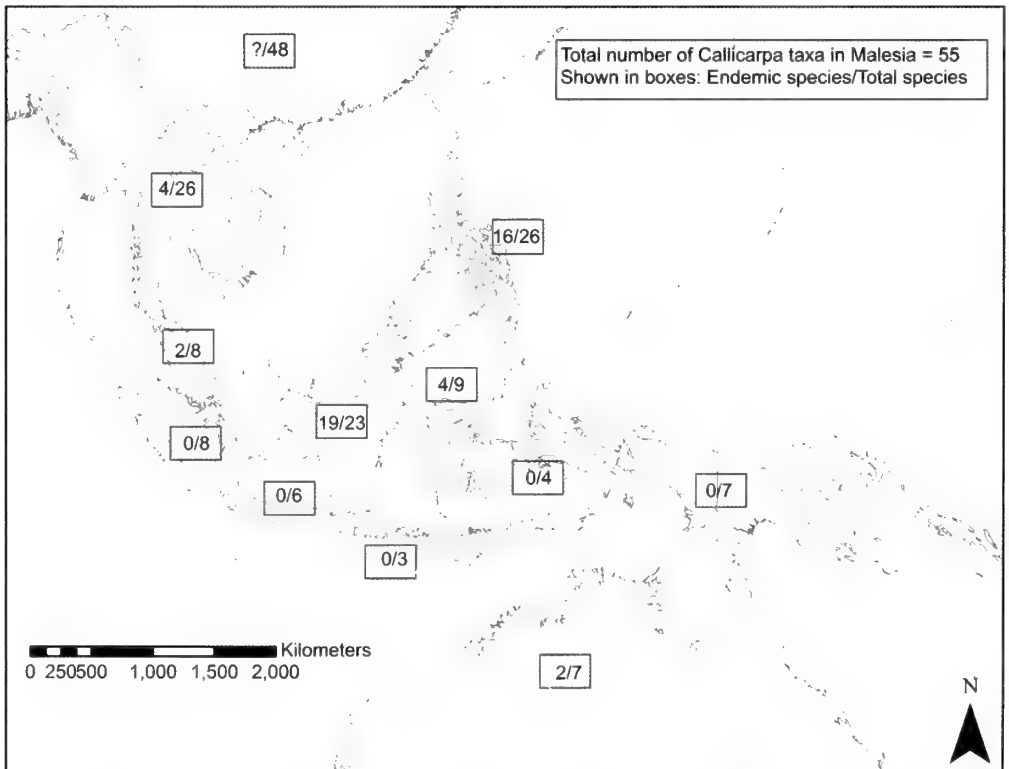 ?/48
Total number of Callicarpa taxa in Malesia = 55
Shown in boxes: Endemic species/Total species
4/26
16/26
2/8
4/9
19/23
0/8
0/4
0/7
0/6
0/3
Kilometers
0 250500 1,000 1,500 2,000
2/7
N